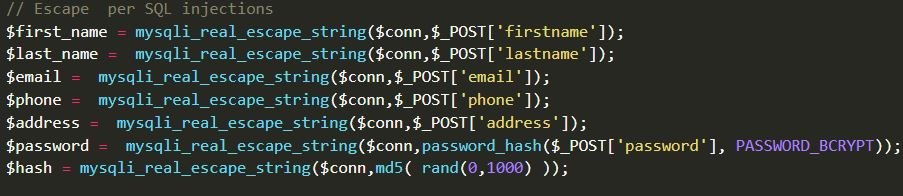 // Escape  per SQL injections
$first_name = mysqli_real_escape_string($conn,$_POST['firstname']);
$last_name =  mysqli_real_escape_string($conn,$_POST['lastname']);
$email =  mysqli_real_escape_string($conn,$_POST['email']);
$phone =  mysqli_real_escape_string($conn,$_POST['phone']);
$address =  mysqli_real_escape_string($conn,$_POST['address']);
$password =  mysqli_real_escape_string($conn,password_hash($_POST['password'], PASSWORD_BCRYPT));
$hash = mysqli_real_escape_string($conn,md5( rand(0,1000) ));